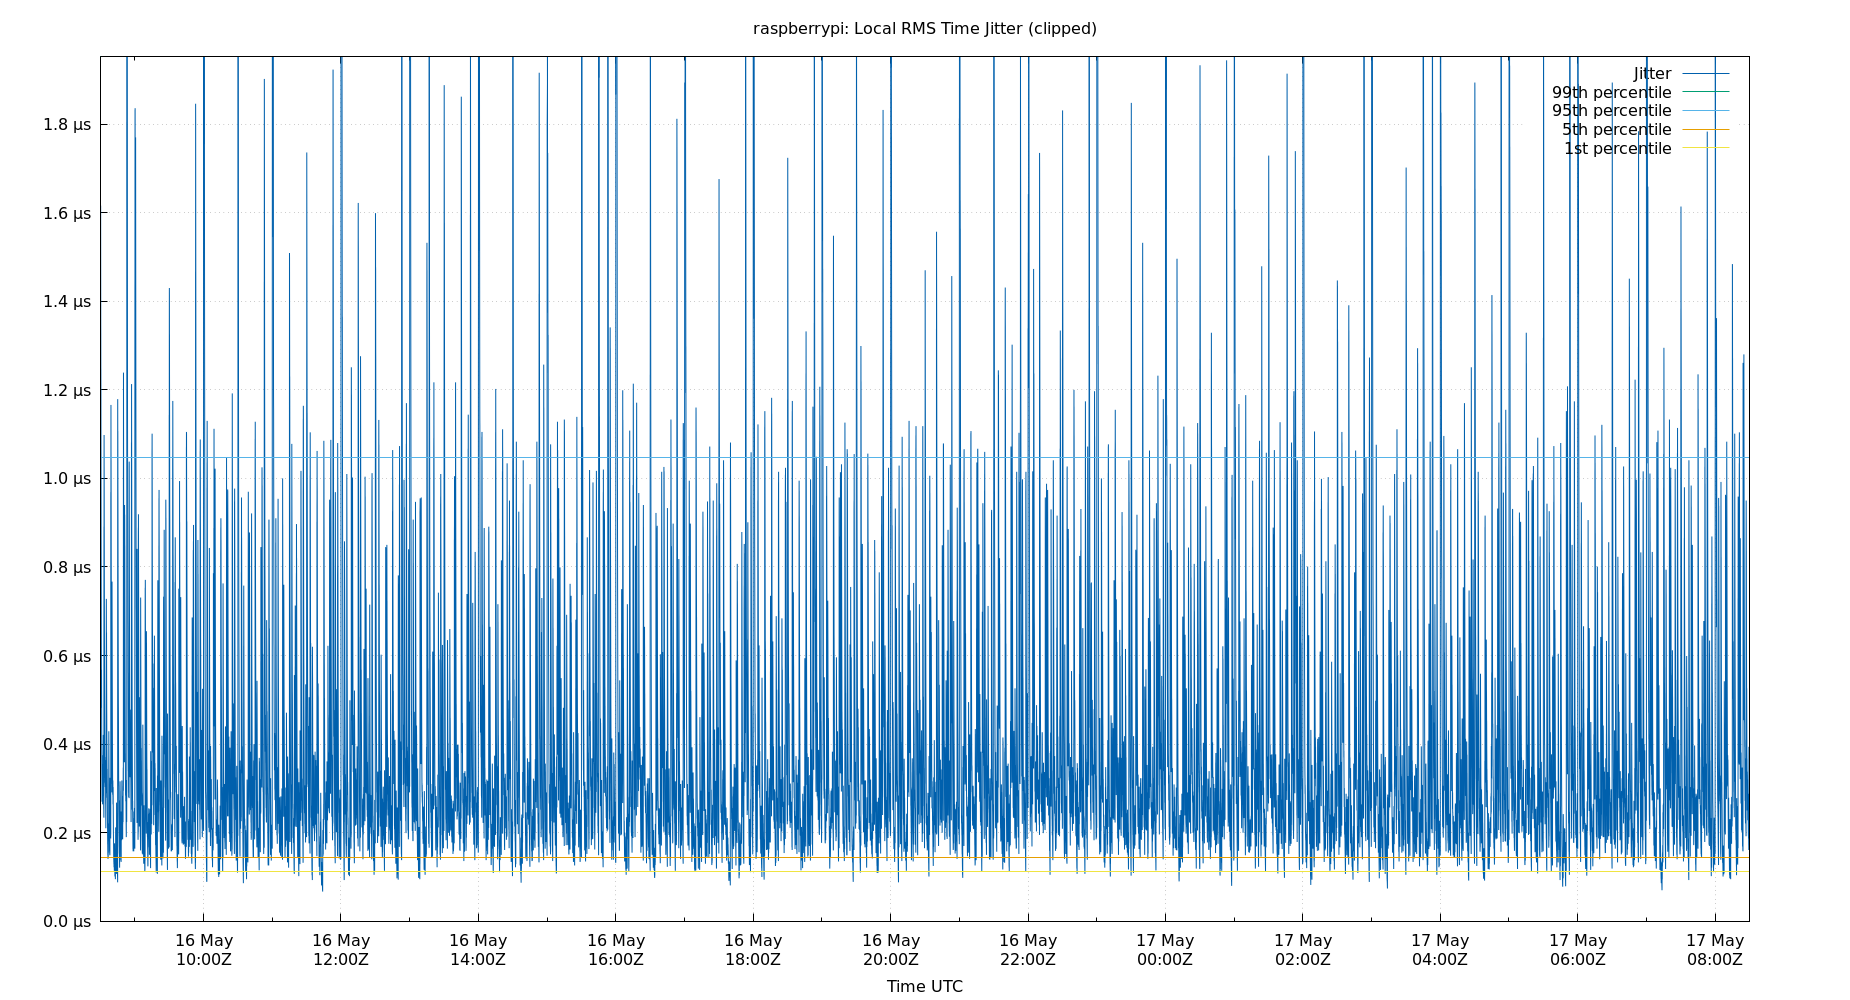 raspberrypi: Local RMS Time Jitter (clipped)
Jitter
99th percentile
95th percentile
5th percentile
1st percentile
1.8 µs
1.6 µs
1.4 µs
1.2 µs
1.0 µs
0.8 µs
0.6 µs
0.4 µs
0.2 µs
0.0 µs
16 May 16 May 16 May 16 May 16 May 16 May 16 May 17 May 17 May 17 May 17 May 17 May
10:00Z 12:00Z 14:00Z 16:00Z 18:00Z 20:00Z 22:00Z 00:00Z 02:00Z 04:00Z 06:00Z 08:00Z
Time UTC